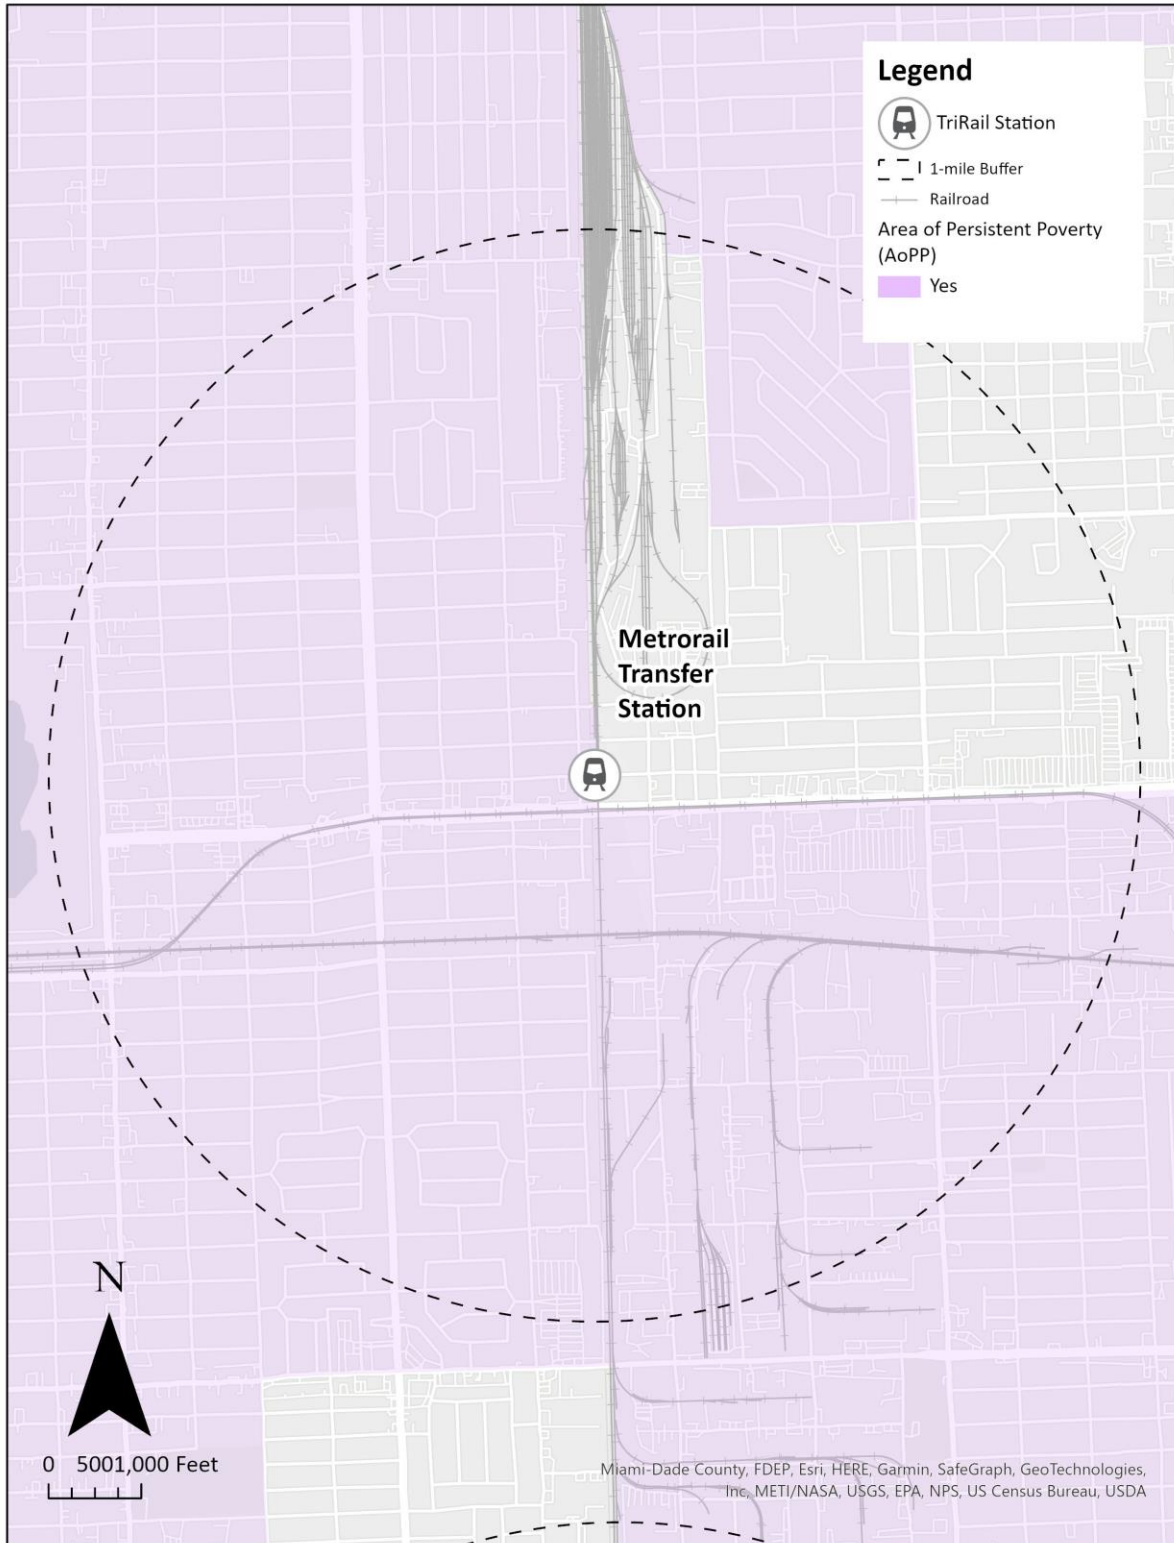 Legend
TriRail Station
1-mile Buffer
Railroad
Area of Persistent Poverty
(AoPP)
Yes
Metrorail
Transfer
Station
N
0 5001,000 Feet
Miami-Dade County, FDEP, Esri, HERE, Garmin, SafeGraph, GeoTechnologies,
Inc, METI/NASA, USGS, EPA, NPS, US Census Bureau, USDA